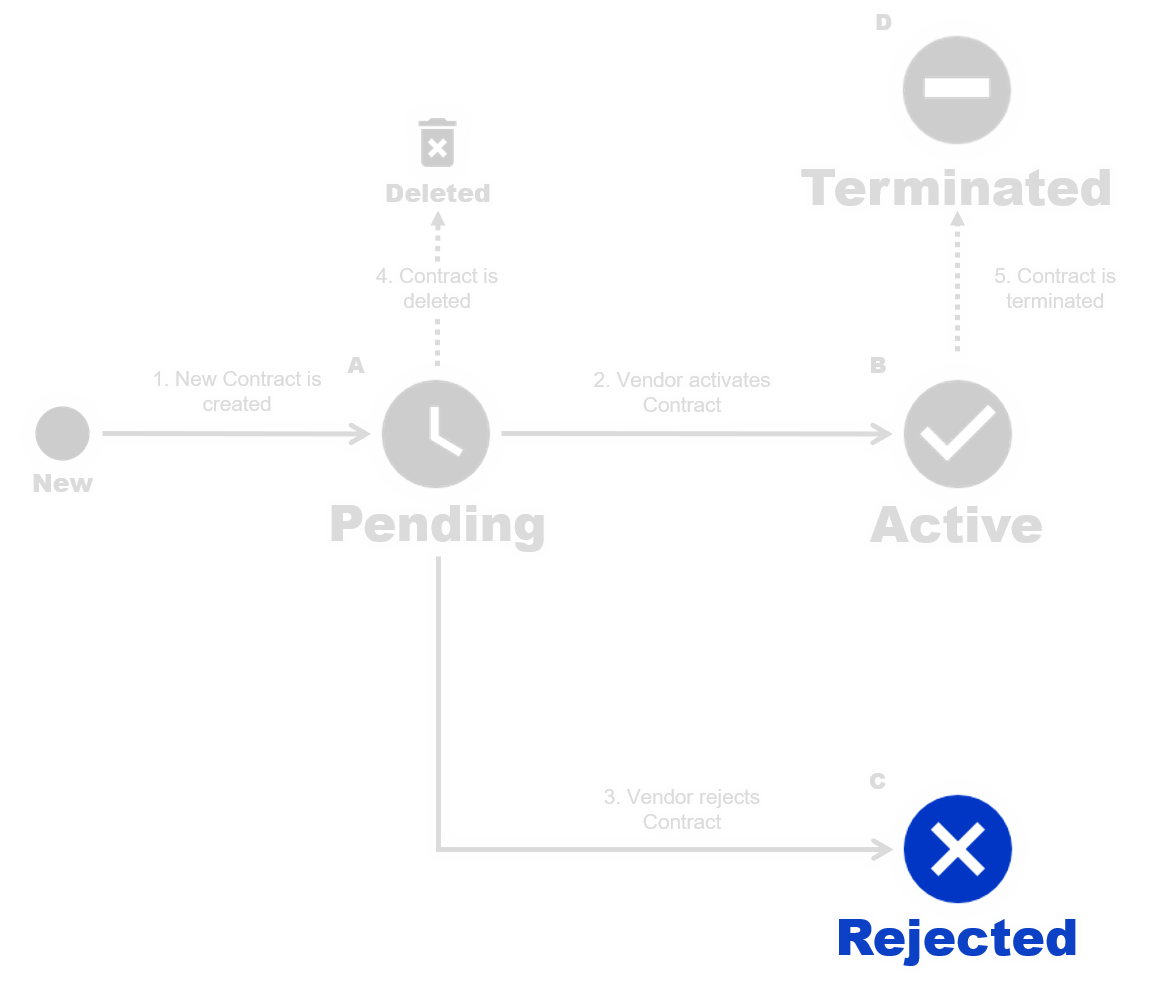 D
Terminated
Deleted
4. Contract is
deleted
5. Contract is
terminated
1. New Contract is
created
A
2. Vendor activates
Contract
B
New
Pending
Active
3. Vendor rejects
Contract
C
Rejected